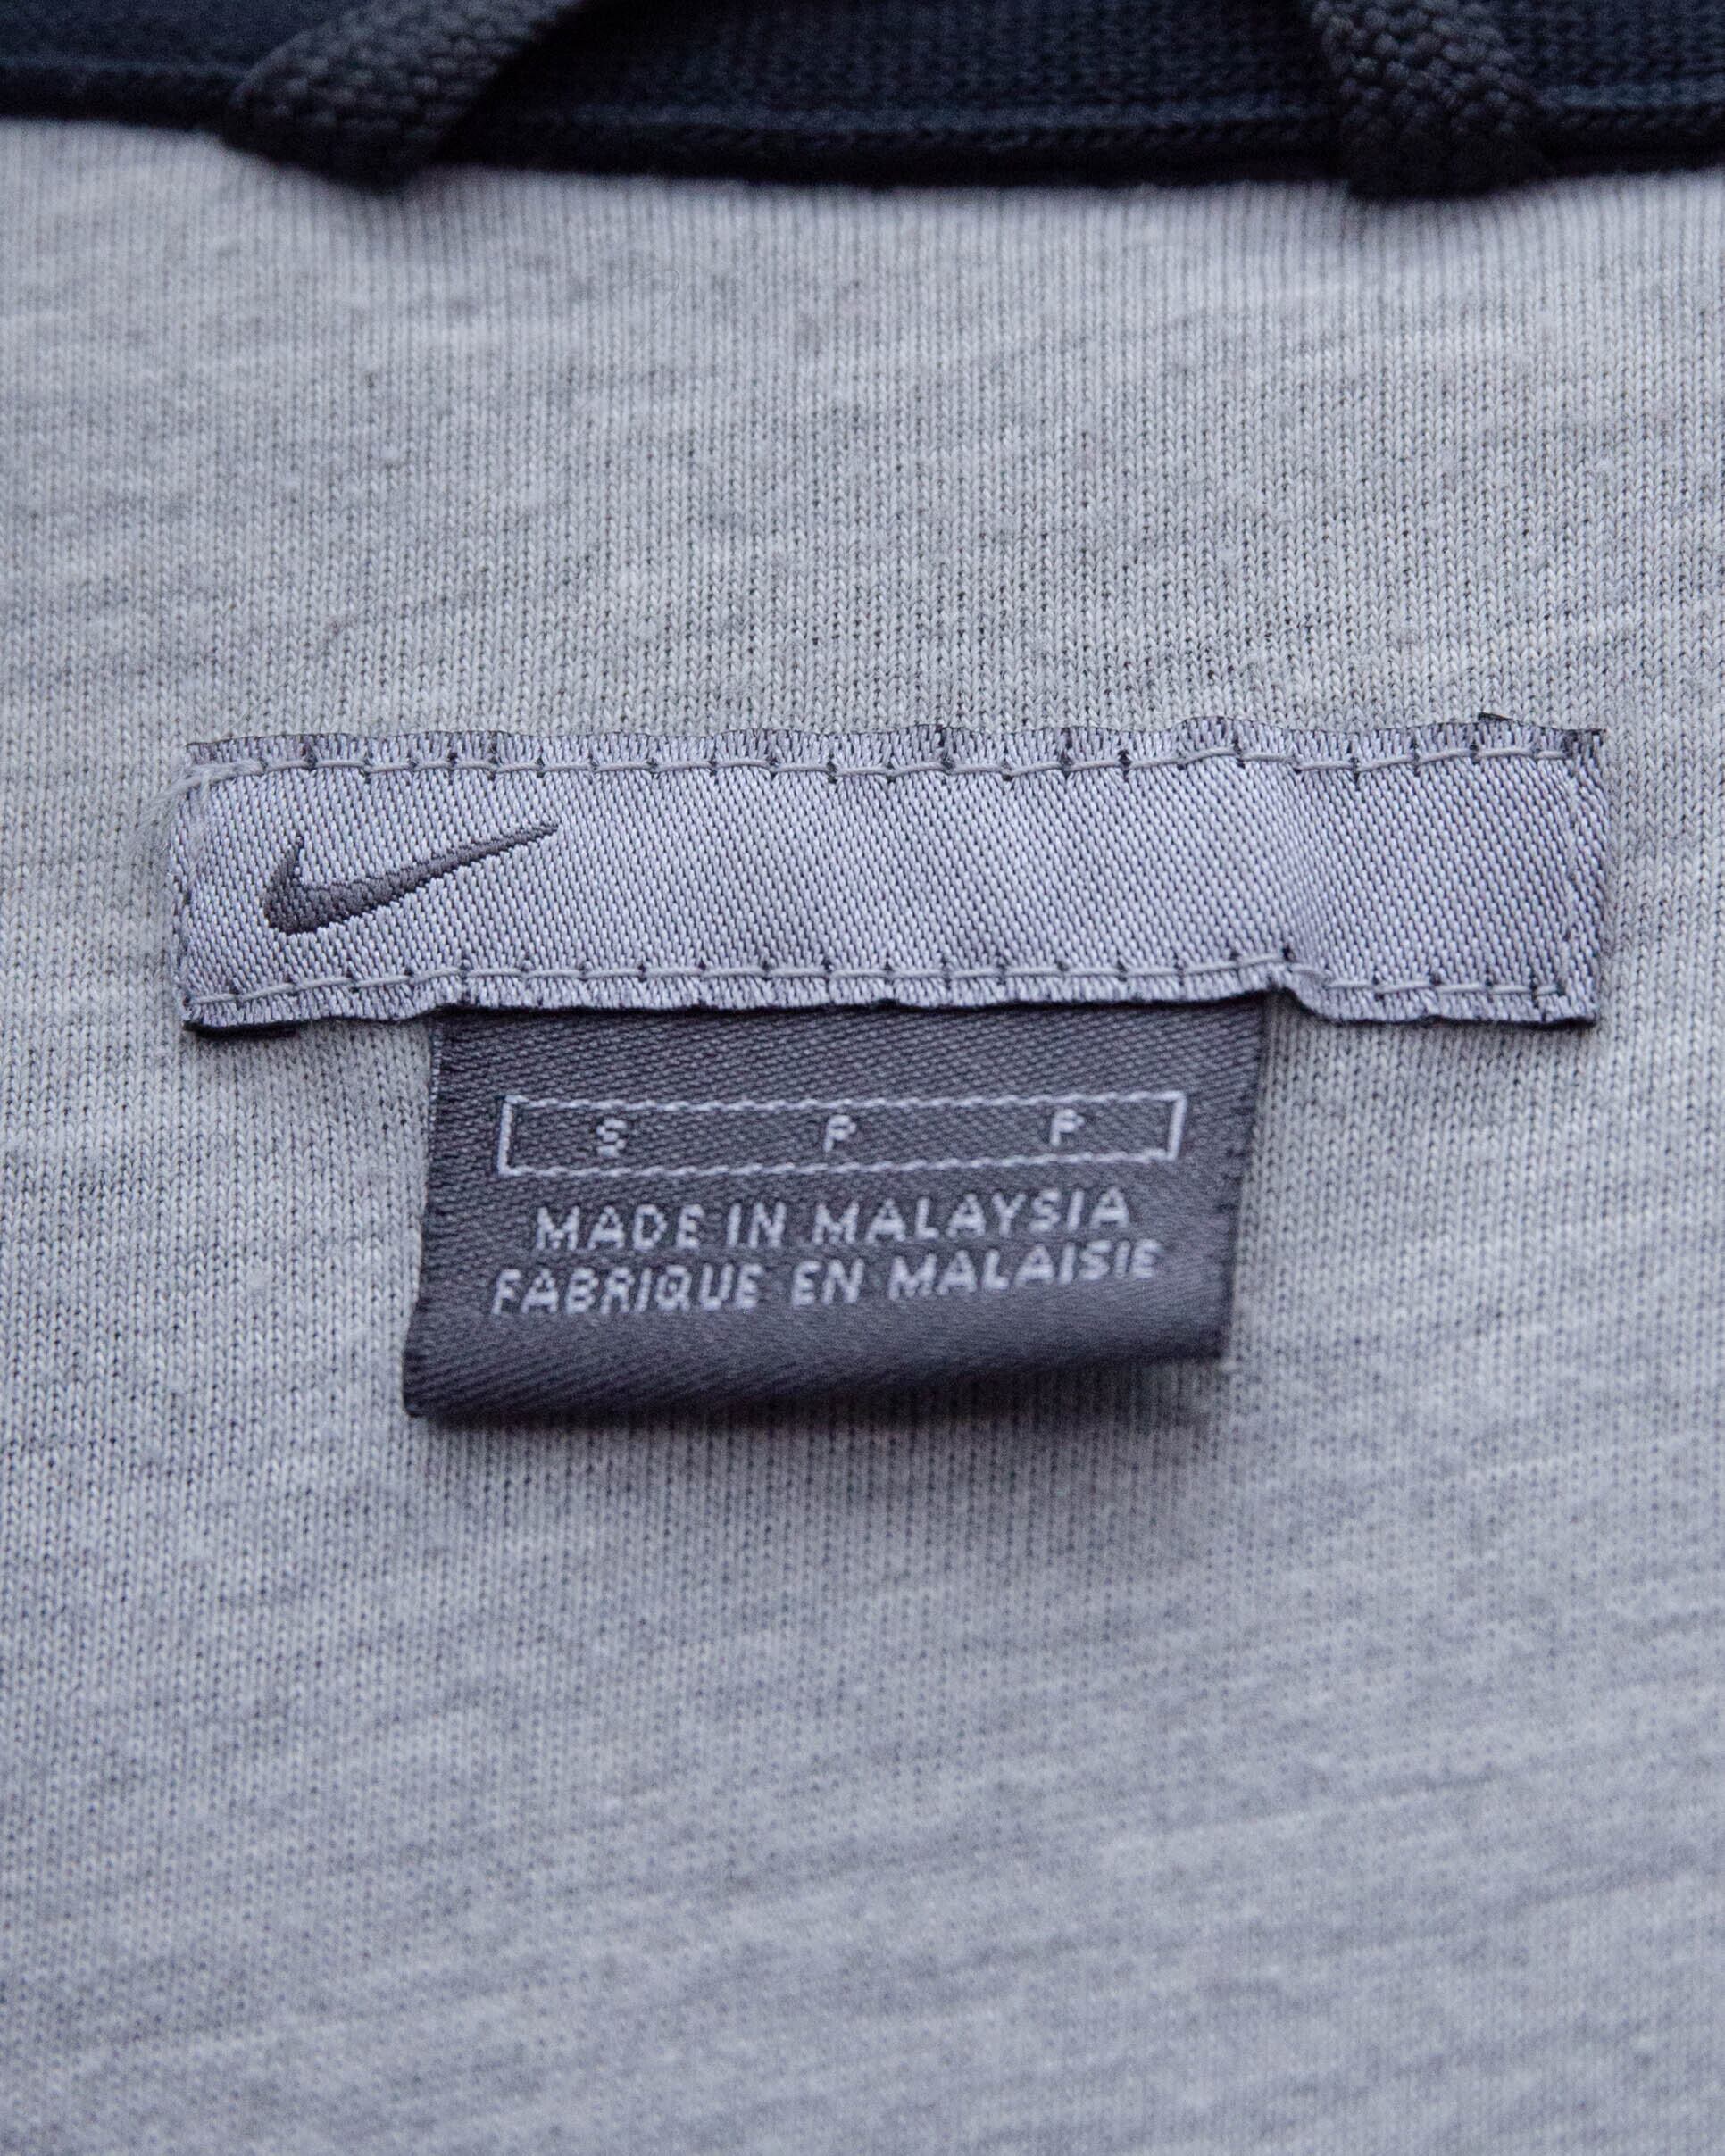 S P P
MADE IN MALAYSIA
FABRIQUE EN MALAISIE